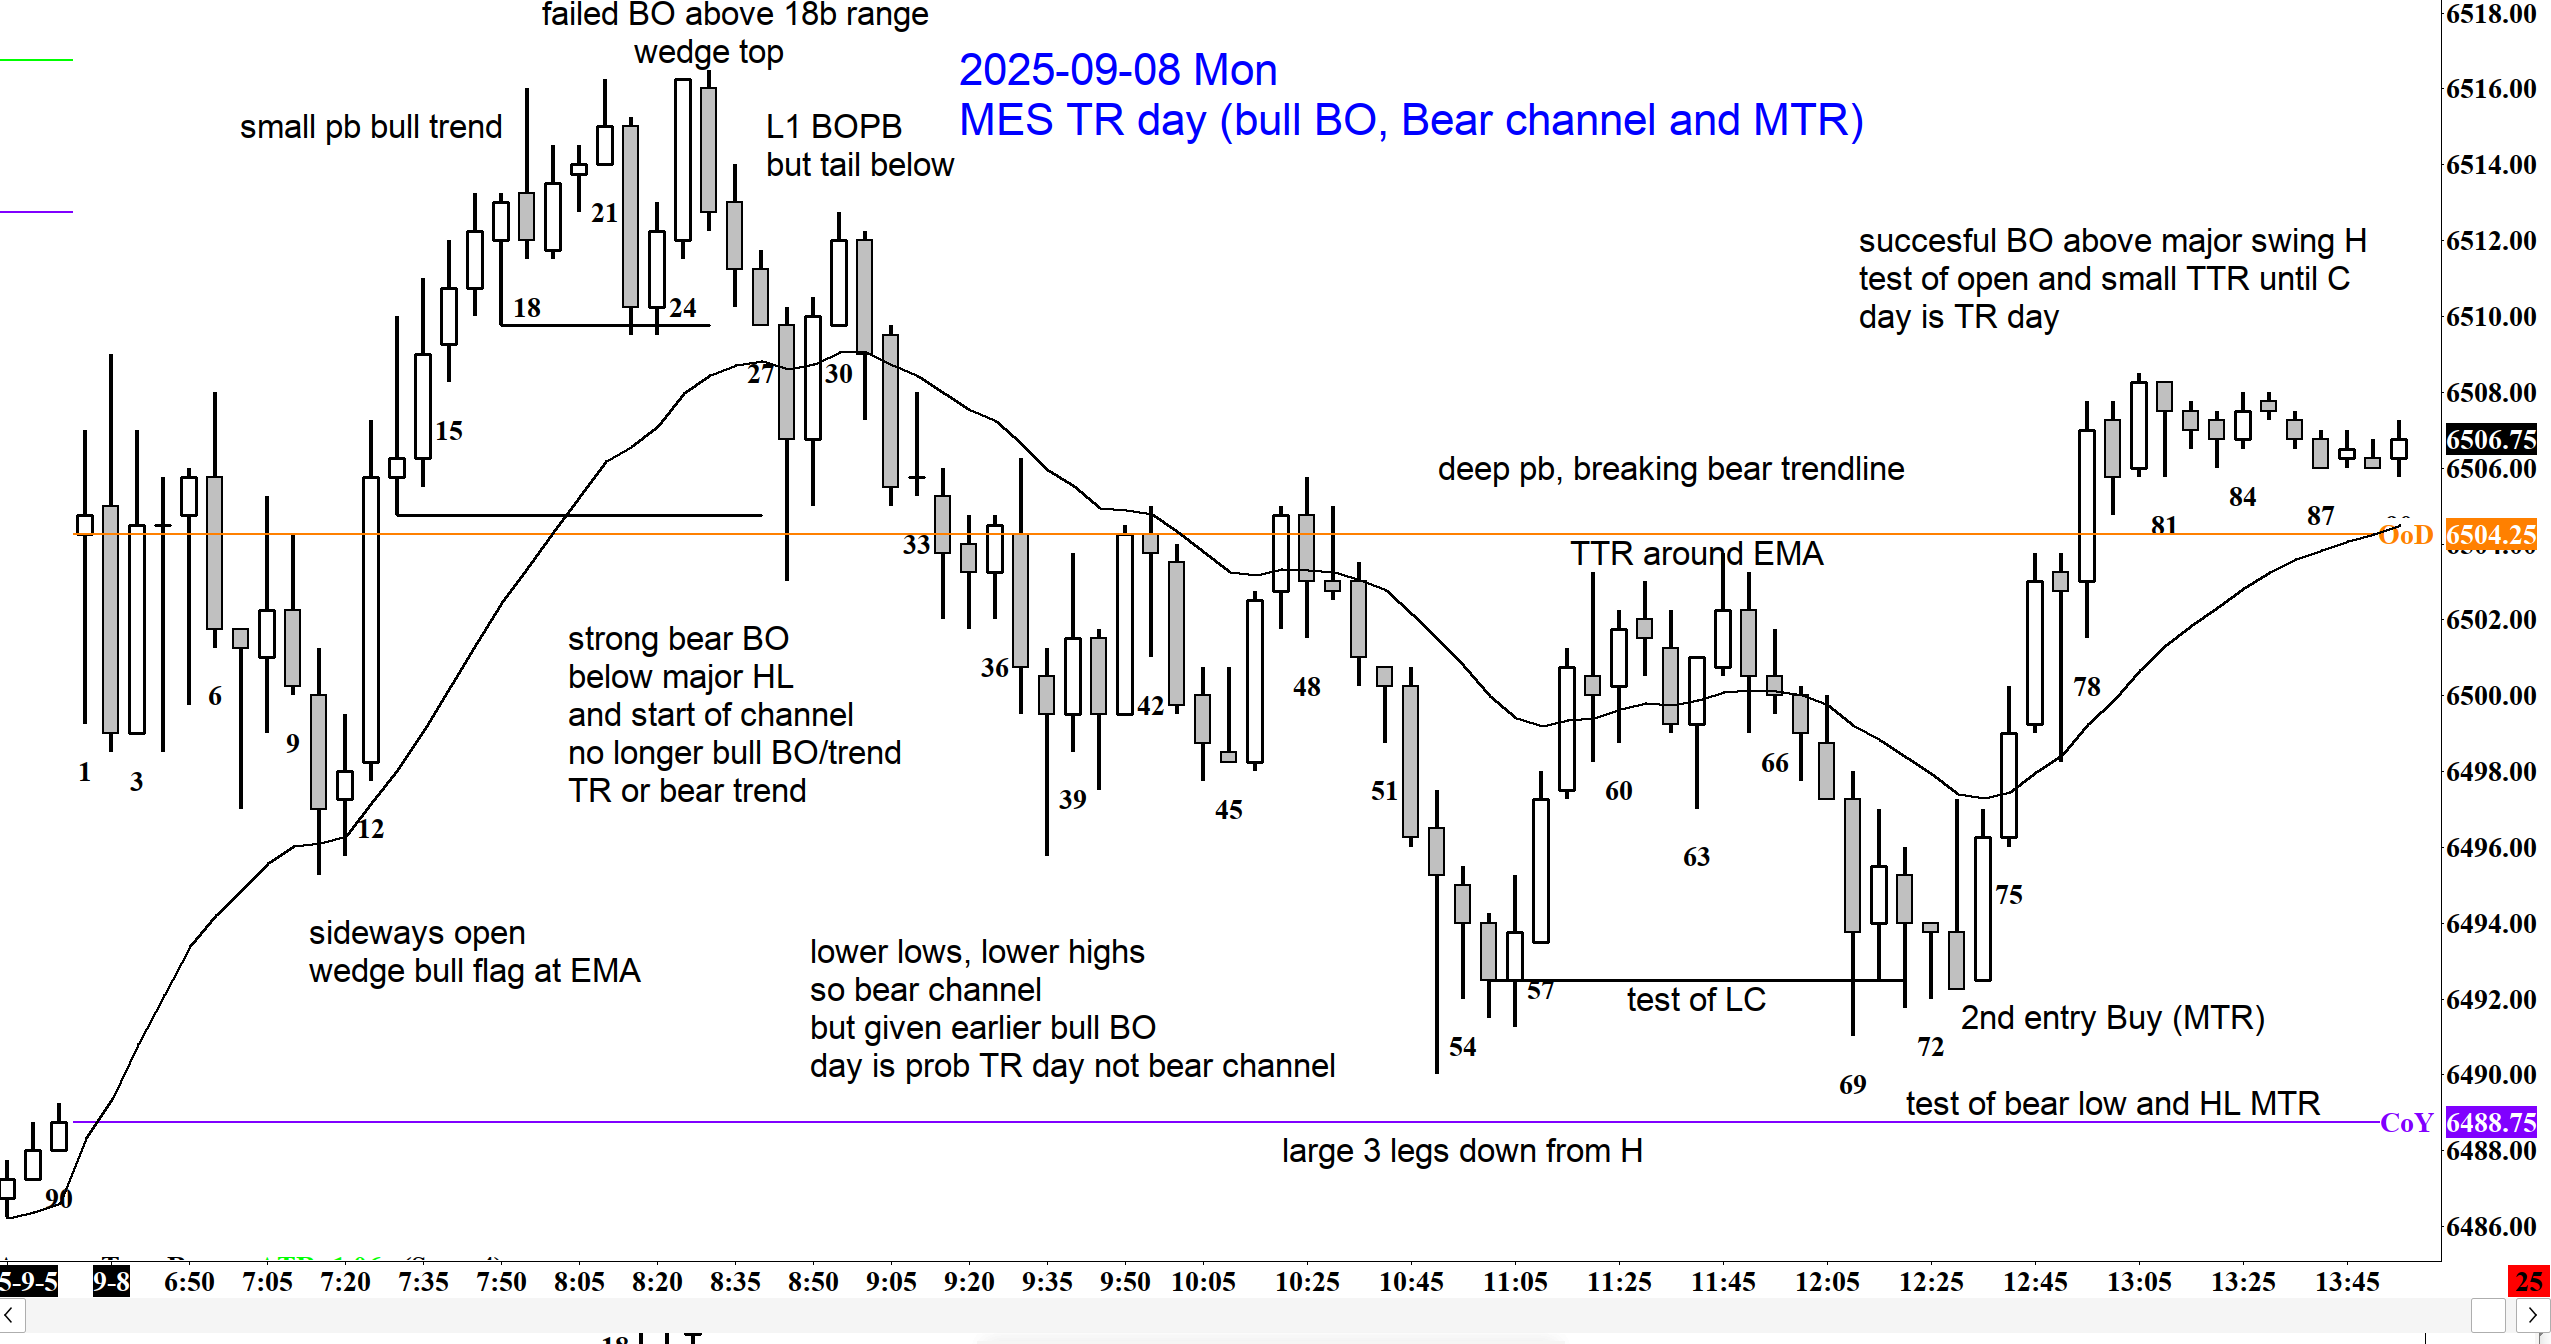 failed BO above 18b range
wedge top
2025-09-08 Mon
MES TR day (bull BO, Bear channel and MTR)
small pb bull trend
L1 BOPB
but tail below
succesful BO above major swing H
test of open and small TTR until C
day is TR day
deep pb, breaking bear trendline
TTR around EMA
strong bear BO
below major HL
and start of channel
no longer bull BO/trend
TR or bear trend
sideways open
wedge bull flag at EMA
lower lows, lower highs
so bear channel
but given earlier bull BO
day is prob TR day not bear channel
test of LC
2nd entry Buy (MTR)
test of bear low and HL MTR
large 3 legs down from H
90
1
3
6
9
12
15
18
21
24
27
30
33
36
39
42
45
48
51
54
57
60
63
66
69
72
75
78
81
84
87
OoD
CoY
6518.00
6516.00
6514.00
6512.00
6510.00
6508.00
6506.75
6506.00
6504.25
6502.00
6500.00
6498.00
6496.00
6494.00
6492.00
6490.00
6488.75
6488.00
6486.00
5-9-5 9-8 6:50 7:05 7:20 7:35 7:50 8:05 8:20 8:35 8:50 9:05 9:20 9:35 9:50 10:05 10:25 10:45 11:05 11:25 11:45 12:05 12:25 12:45 13:05 13:25 13:45 25